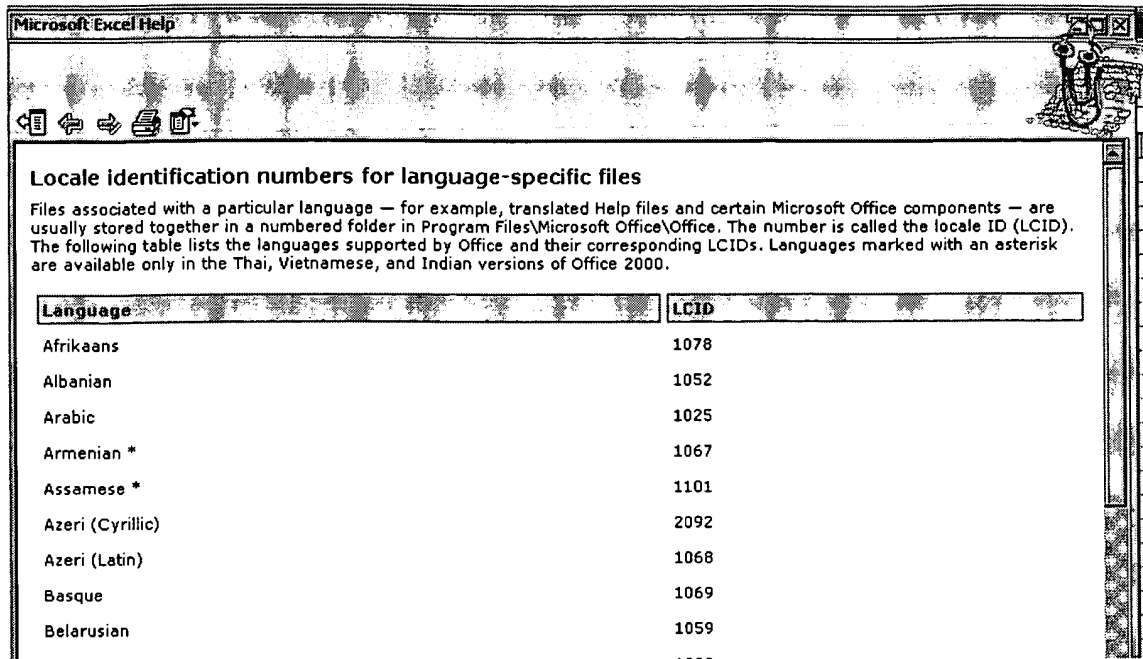 Microsoft Excel Help
Locale identification numbers for language-specific files
Files associated with a particular language — for example, translated Help files and certain Microsoft Office components — are
usually stored together in a numbered folder in Program Files\Microsoft Office\Office. The number is called the locale ID (LCID).
The following table lists the languages supported by Office and their corresponding LCIDs. Languages marked with an asterisk
are available only in the Thai, Vietnamese, and Indian versions of Office 2000.
Language LCID
Afrikaans 1078
Albanian 1052
Arabic 1025
Armenian * 1067
Assamese * 1101
Azeri (Cyrillic) 2092
Azeri (Latin) 1068
Basque 1069
Belarusian 1059